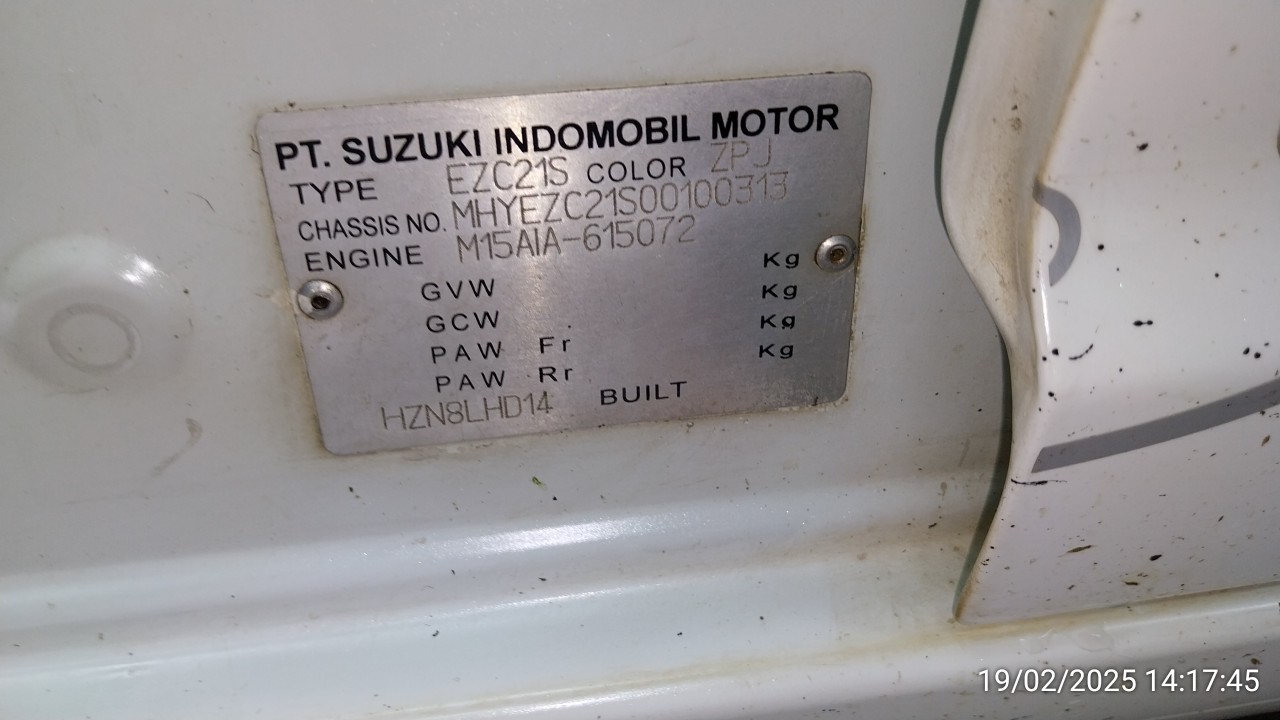 PT. SUZUKI INDOMOBIL MOTOR
TYPE EZC21S COLOR ZPJ
CHASSIS NO. MHYEZC21S00100313
ENGINE M15AIA-615072
GVW Kg
GCW Kg
PAW Fr Kg
PAW Rr Kg
HZN8LHD14 BUILT
19/02/2025 14:17:45